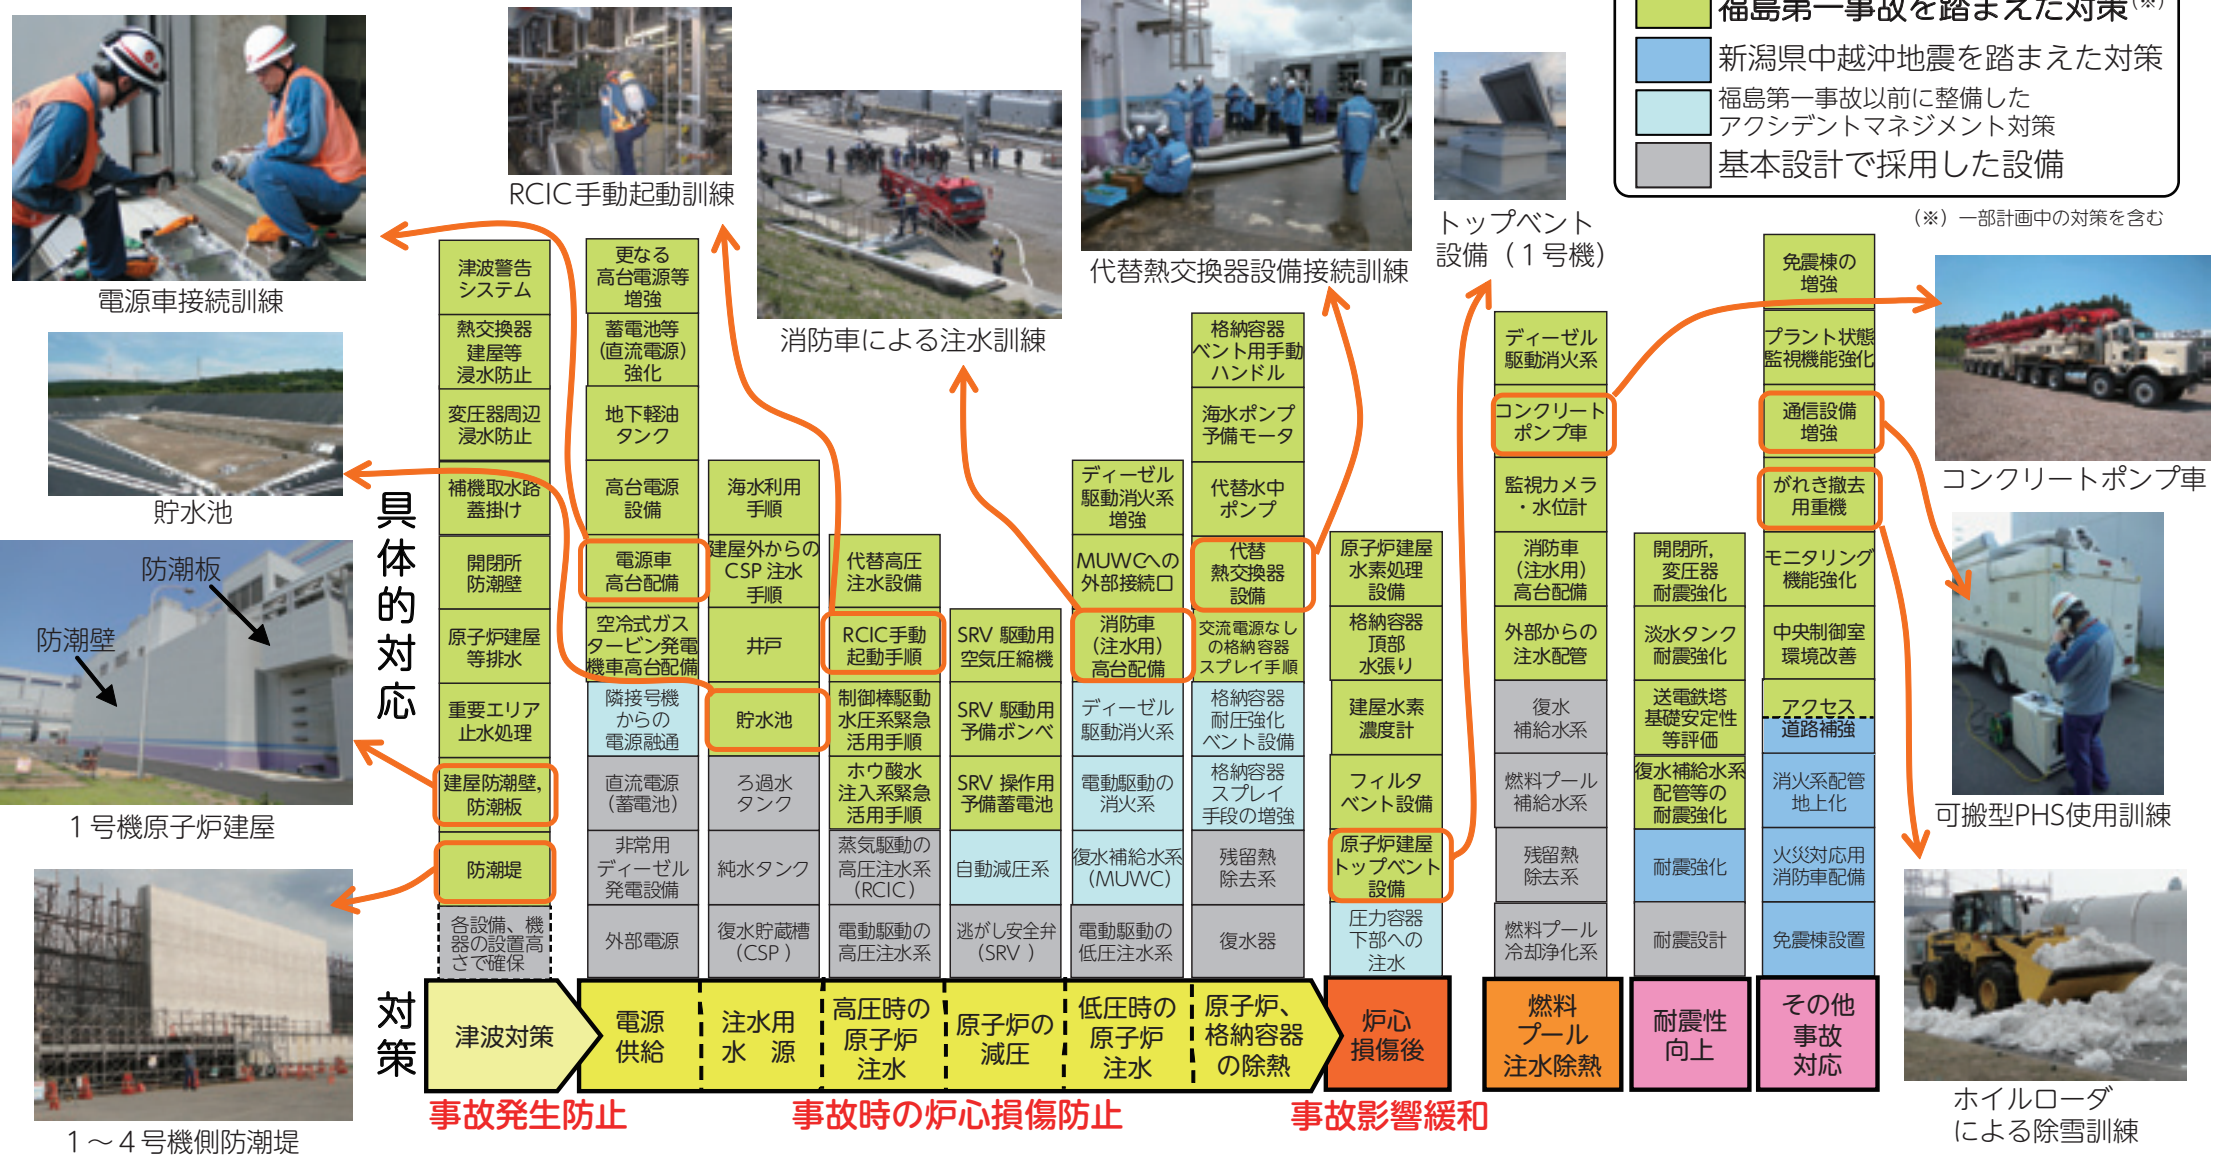 福島第一事故を踏まえた対策(※)
新潟県中越沖地震を踏まえた対策
福島第一事故以前に整備した
アクシデントマネジメント対策
基本設計で採用した設備
(※)一部計画中の対策を含む
電源車接続訓練
RCIC手動起動訓練
消防車による注水訓練
代替熱交換器設備接続訓練
トップベント
設備(1号機)
コンクリートポンプ車
貯水池
防潮板
防潮壁
1号機原子炉建屋
1〜4号機側防潮堤
可搬型PHS使用訓練
ホイルローダ
による除雪訓練
具体的対応
津波警告
システム
熱交換器
建屋等
浸水防止
変圧器周辺
浸水防止
補機取水路
蓋掛け
開閉所
防潮壁
原子炉建屋
等排水
重要エリア
止水処理
建屋防潮壁,
防潮板
防潮堤
各設備、機
器の設置高
さで確保
更なる
高台電源等
増強
蓄電池等
(直流電源)
強化
地下軽油
タンク
高台電源
設備
電源車
高台配備
空冷式ガス
タービン発電
機車高台配備
隣接号機
からの
電源融通
直流電源
(蓄電池)
非常用
ディーゼル
発電設備
外部電源
海水利用
手順
建屋外からの
CSP 注水
手順
井戸
貯水池
ろ過水
タンク
純水タンク
復水貯蔵槽
(CSP )
代替高圧
注水設備
RCIC手動
起動手順
制御棒駆動
水圧系緊急
活用手順
ホウ酸水
注入系緊急
活用手順
蒸気駆動の
高圧注水系
(RCIC)
電動駆動の
高圧注水系
SRV 駆動用
空気圧縮機
SRV 駆動用
予備ボンベ
SRV 操作用
予備蓄電池
自動減圧系
逃がし安全弁
(SRV )
ディーゼル
駆動消火系
増強
MUWCへの
外部接続口
消防車
(注水用)
高台配備
ディーゼル
駆動消火系
電動駆動の
消火系
復水補給水系
(MUWC)
電動駆動の
低圧注水系
格納容器
ベント用手動
ハンドル
海水ポンプ
予備モータ
代替水中
ポンプ
代替
熱交換器
設備
交流電源なし
の格納容器
スプレイ手順
格納容器
耐圧強化
ベント設備
格納容器
スプレイ
手段の増強
残留熱
除去系
復水器
原子炉建屋
水素処理
設備
格納容器
頂部
水張り
建屋水素
濃度計
フィルタ
ベント設備
原子炉建屋
トップベント
設備
圧力容器
下部への
注水
ディーゼル
駆動消火系
コンクリート
ポンプ車
監視カメラ
・水位計
消防車
(注水用)
高台配備
外部からの
注水配管
復水
補給水系
燃料プール
補給水系
残留熱
除去系
燃料プール
冷却浄化系
開閉所,
変圧器
耐震強化
淡水タンク
耐震強化
送電鉄塔
基礎安定性
等評価
復水補給水系
配管等の
耐震強化
耐震強化
耐震設計
免震棟の
増強
プラント状態
監視機能強化
通信設備
増強
がれき撤去
用重機
モニタリング
機能強化
中央制御室
環境改善
アクセス
道路補強
消火系配管
地上化
火災対応用
消防車配備
免震棟設置
対策
津波対策
電源
供給
注水用
水 源
高圧時の
原子炉
注水
原子炉の
減圧
低圧時の
原子炉
注水
原子炉、
格納容器
の除熱
炉心
損傷後
燃料
プール
注水除熱
耐震性
向上
その他
事故
対応
事故発生防止
事故時の炉心損傷防止
事故影響緩和